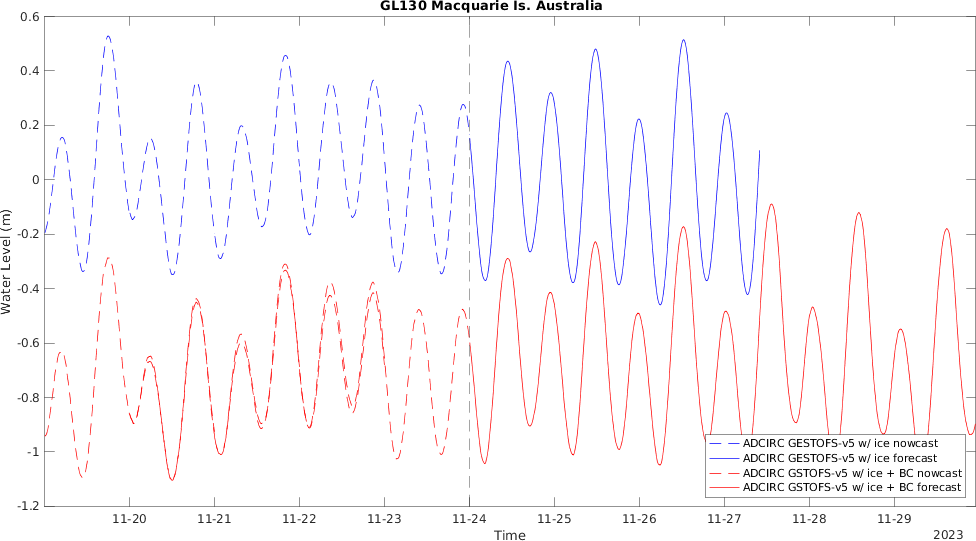 GL130 Macquarie Is. Australia
0.6
0.4
0.2
0
-0.2
-0.4
-0.6
-0.8
-1
-1.2
Water Level (m)
11-20 11-21 11-22 11-23 11-24 11-25 11-26 11-27 11-28 11-29
Time
2023
ADCIRC GESTOFS-v5 w/ ice nowcast
ADCIRC GESTOFS-v5 w/ ice forecast
ADCIRC GSTOFS-v5 w/ ice + BC nowcast
ADCIRC GSTOFS-v5 w/ ice + BC forecast